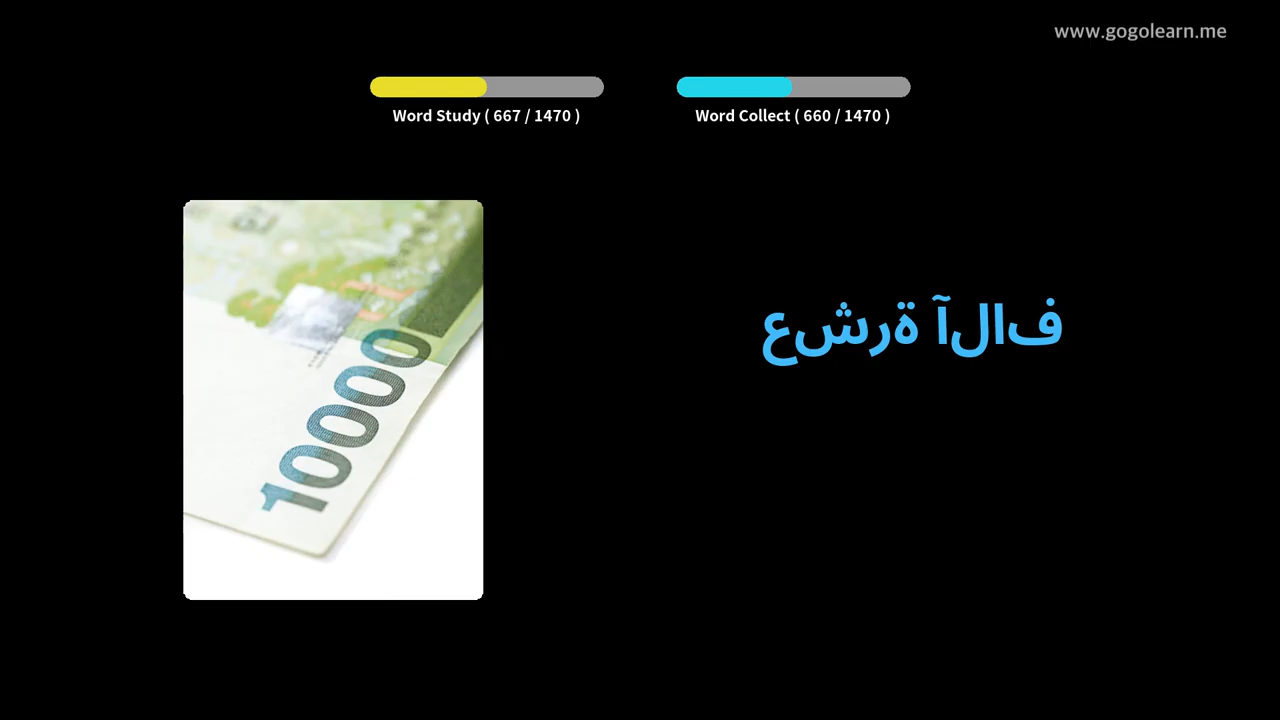 www.gogolearn.me
Word Study ( 667 / 1470 )
Word Collect ( 660 / 1470 )
10000
عشرة آلاف